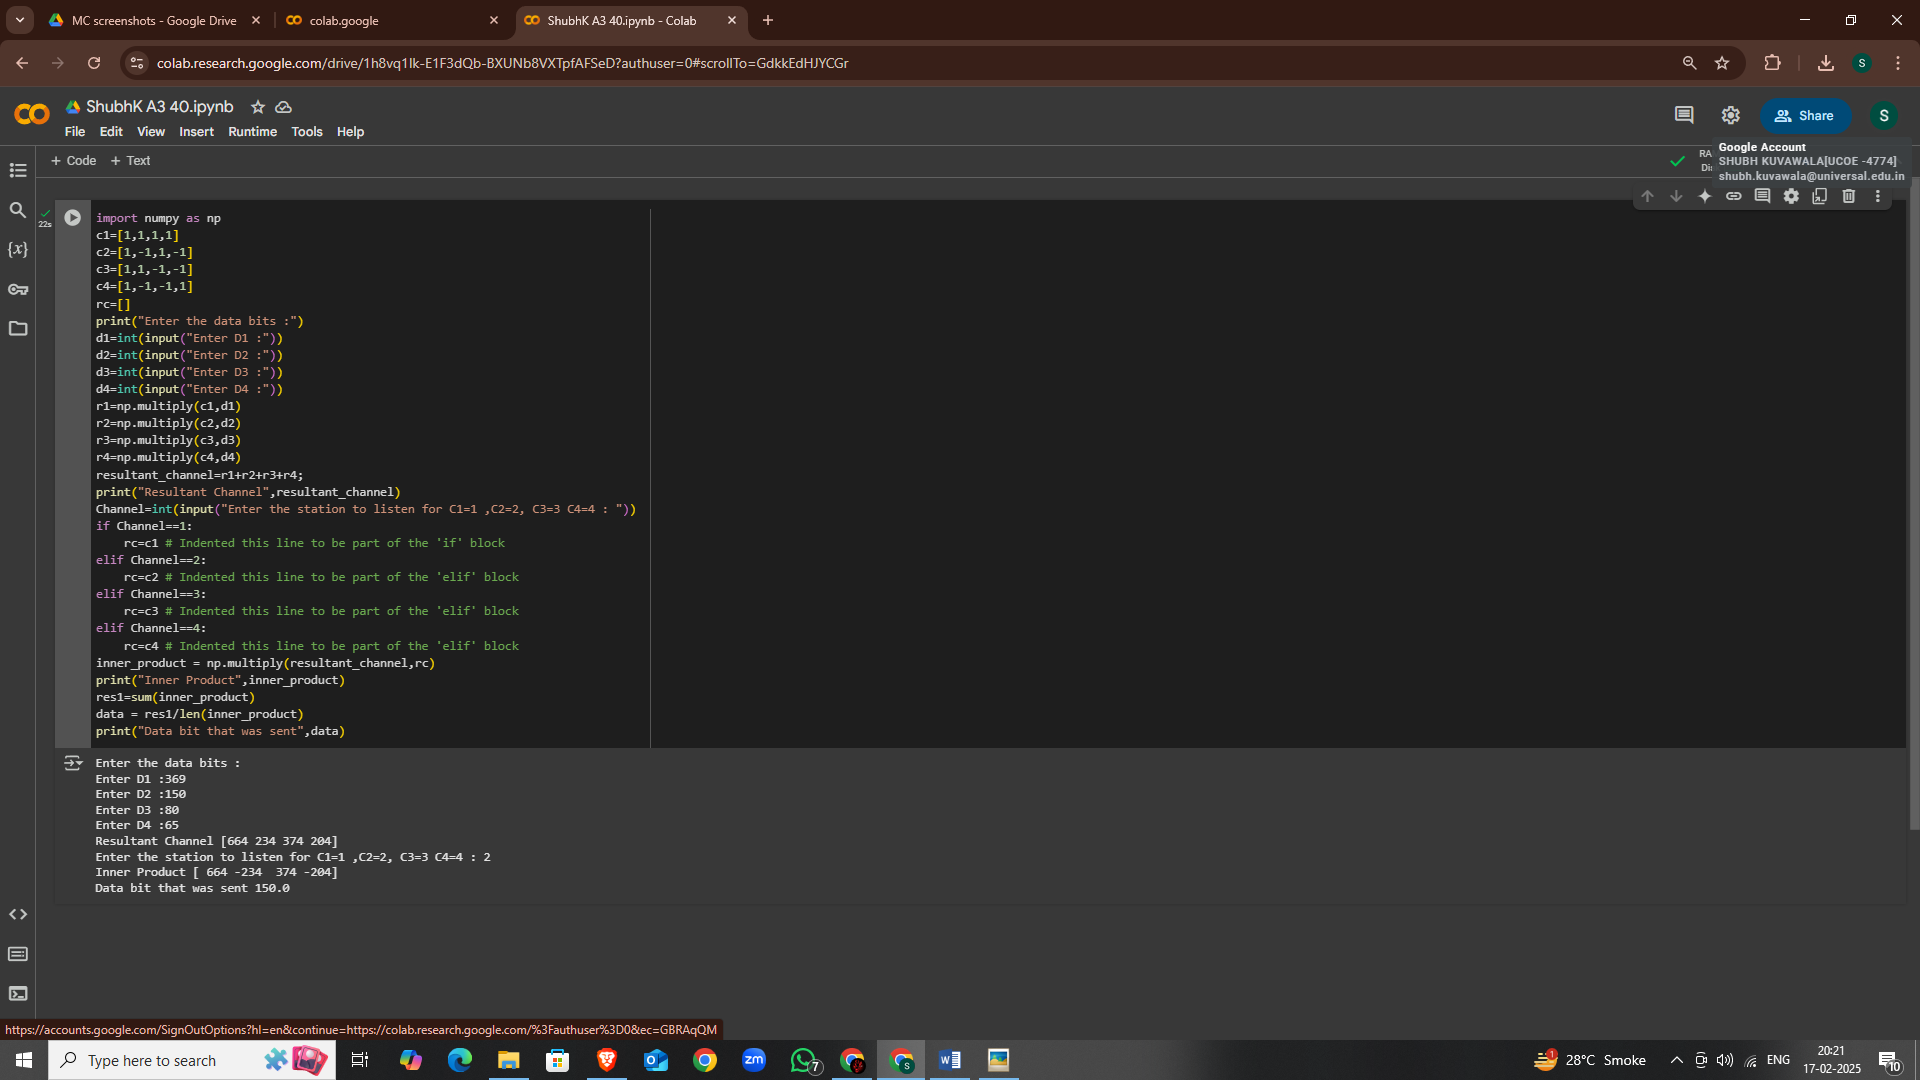 MC screenshots - Google Drive
colab.google
ShubhK A3 40.ipynb - Colab
colab.research.google.com/drive/1h8vq1Ik-E1F3dQb-BXUNb8VXTpfAFSeD?authuser=0#scrollTo=GdkkEdHJYCGr
S
ShubhK A3 40.ipynb
File Edit View Insert Runtime Tools Help
Share
S
+ Code + Text
Google Account
SHUBH KUVAWALA[UCOE -4774]
shubh.kuvawala@universal.edu.in
22s
import numpy as np
c1=[1,1,1,1]
c2=[1,-1,1,-1]
c3=[1,1,-1,-1]
c4=[1,-1,-1,1]
rc=[]
print("Enter the data bits :")
d1=int(input("Enter D1 :"))
d2=int(input("Enter D2 :"))
d3=int(input("Enter D3 :"))
d4=int(input("Enter D4 :"))
r1=np.multiply(c1,d1)
r2=np.multiply(c2,d2)
r3=np.multiply(c3,d3)
r4=np.multiply(c4,d4)
resultant_channel=r1+r2+r3+r4;
print("Resultant Channel",resultant_channel)
Channel=int(input("Enter the station to listen for C1=1 ,C2=2, C3=3 C4=4 : "))
if Channel==1:
    rc=c1 # Indented this line to be part of the 'if' block
elif Channel==2:
    rc=c2 # Indented this line to be part of the 'elif' block
elif Channel==3:
    rc=c3 # Indented this line to be part of the 'elif' block
elif Channel==4:
    rc=c4 # Indented this line to be part of the 'elif' block
inner_product = np.multiply(resultant_channel,rc)
print("Inner Product",inner_product)
res1=sum(inner_product)
data = res1/len(inner_product)
print("Data bit that was sent",data)
Enter the data bits :
Enter D1 :369
Enter D2 :150
Enter D3 :80
Enter D4 :65
Resultant Channel [664 234 374 204]
Enter the station to listen for C1=1 ,C2=2, C3=3 C4=4 : 2
Inner Product [ 664 -234  374 -204]
Data bit that was sent 150.0
https://accounts.google.com/SignOutOptions?hl=en&continue=https://colab.research.google.com/%3Fauthuser%3D0&ec=GBRAqQM
Type here to search
zm
7
28°C Smoke
ENG
20:21
17-02-2025
10